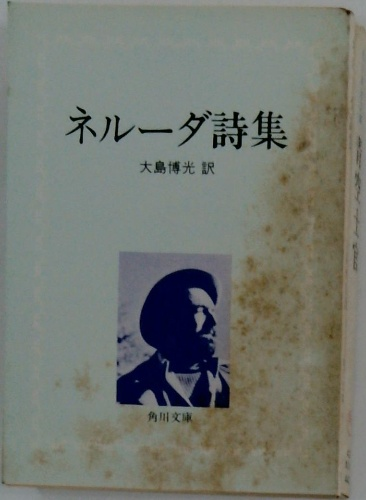 ネルーダ詩集
大島博光 訳
角川文庫